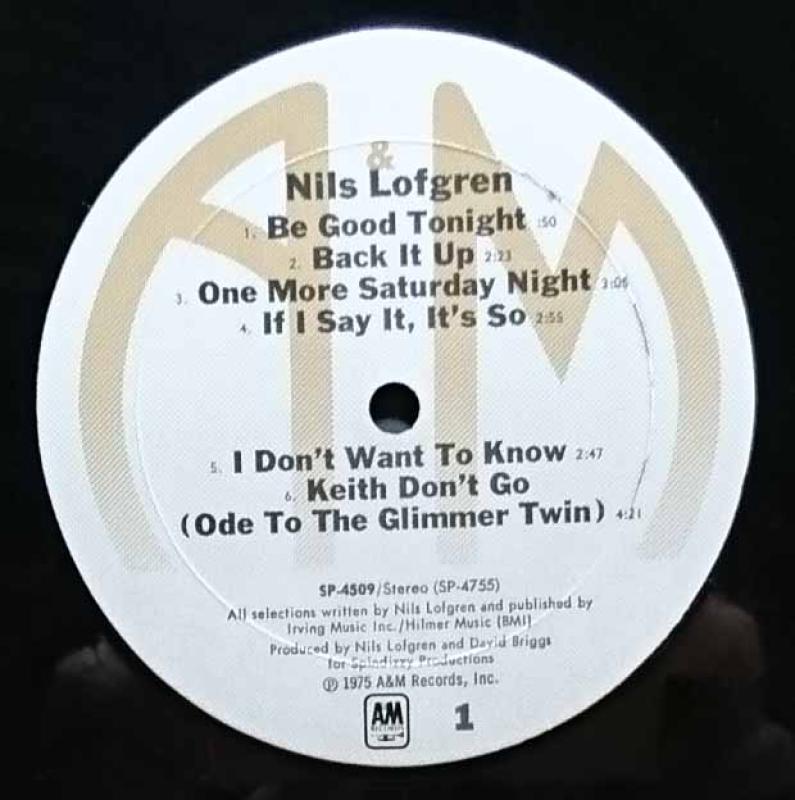 &
Nils Lofgren
1. Be Good Tonight :50
2. Back It Up 2:23
3. One More Saturday Night 3:05
4. If I Say It, It's So 2:55
5. I Don't Want To Know 2:47
6. Keith Don't Go
(Ode To The Glimmer Twin) 4:21
SP-4509/Stereo (SP-4755)
All selections written by Nils Lofgren and published by
Irving Music Inc./Hilmer Music (BMI)
Produced by Nils Lofgren and David Briggs
for Spindizzy Productions
℗ 1975 A&M Records, Inc.
AM 1
RECORDS